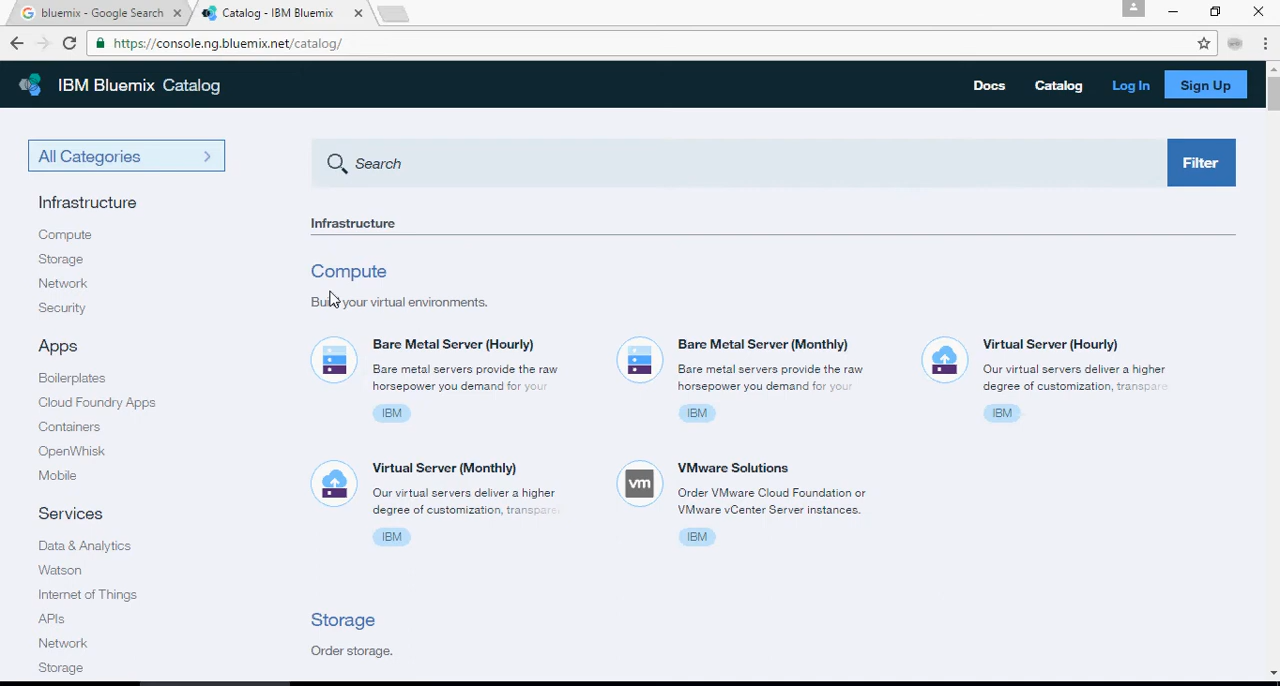 bluemix - Google Search
Catalog - IBM Bluemix
https://console.ng.bluemix.net/catalog/
IBM Bluemix Catalog
Docs
Catalog
Log In
Sign Up
All Categories
Search
Filter
Infrastructure
Compute
Storage
Network
Security
Apps
Boilerplates
Cloud Foundry Apps
Containers
OpenWhisk
Mobile
Services
Data & Analytics
Watson
Internet of Things
APIs
Network
Storage
Infrastructure
Compute
Build your virtual environments.
Bare Metal Server (Hourly)
Bare metal servers provide the raw
horsepower you demand for your
IBM
Bare Metal Server (Monthly)
Bare metal servers provide the raw
horsepower you demand for your
IBM
Virtual Server (Hourly)
Our virtual servers deliver a higher
degree of customization, transpare
IBM
Virtual Server (Monthly)
Our virtual servers deliver a higher
degree of customization, transpare
IBM
vm
VMware Solutions
Order VMware Cloud Foundation or
VMware vCenter Server instances.
IBM
Storage
Order storage.